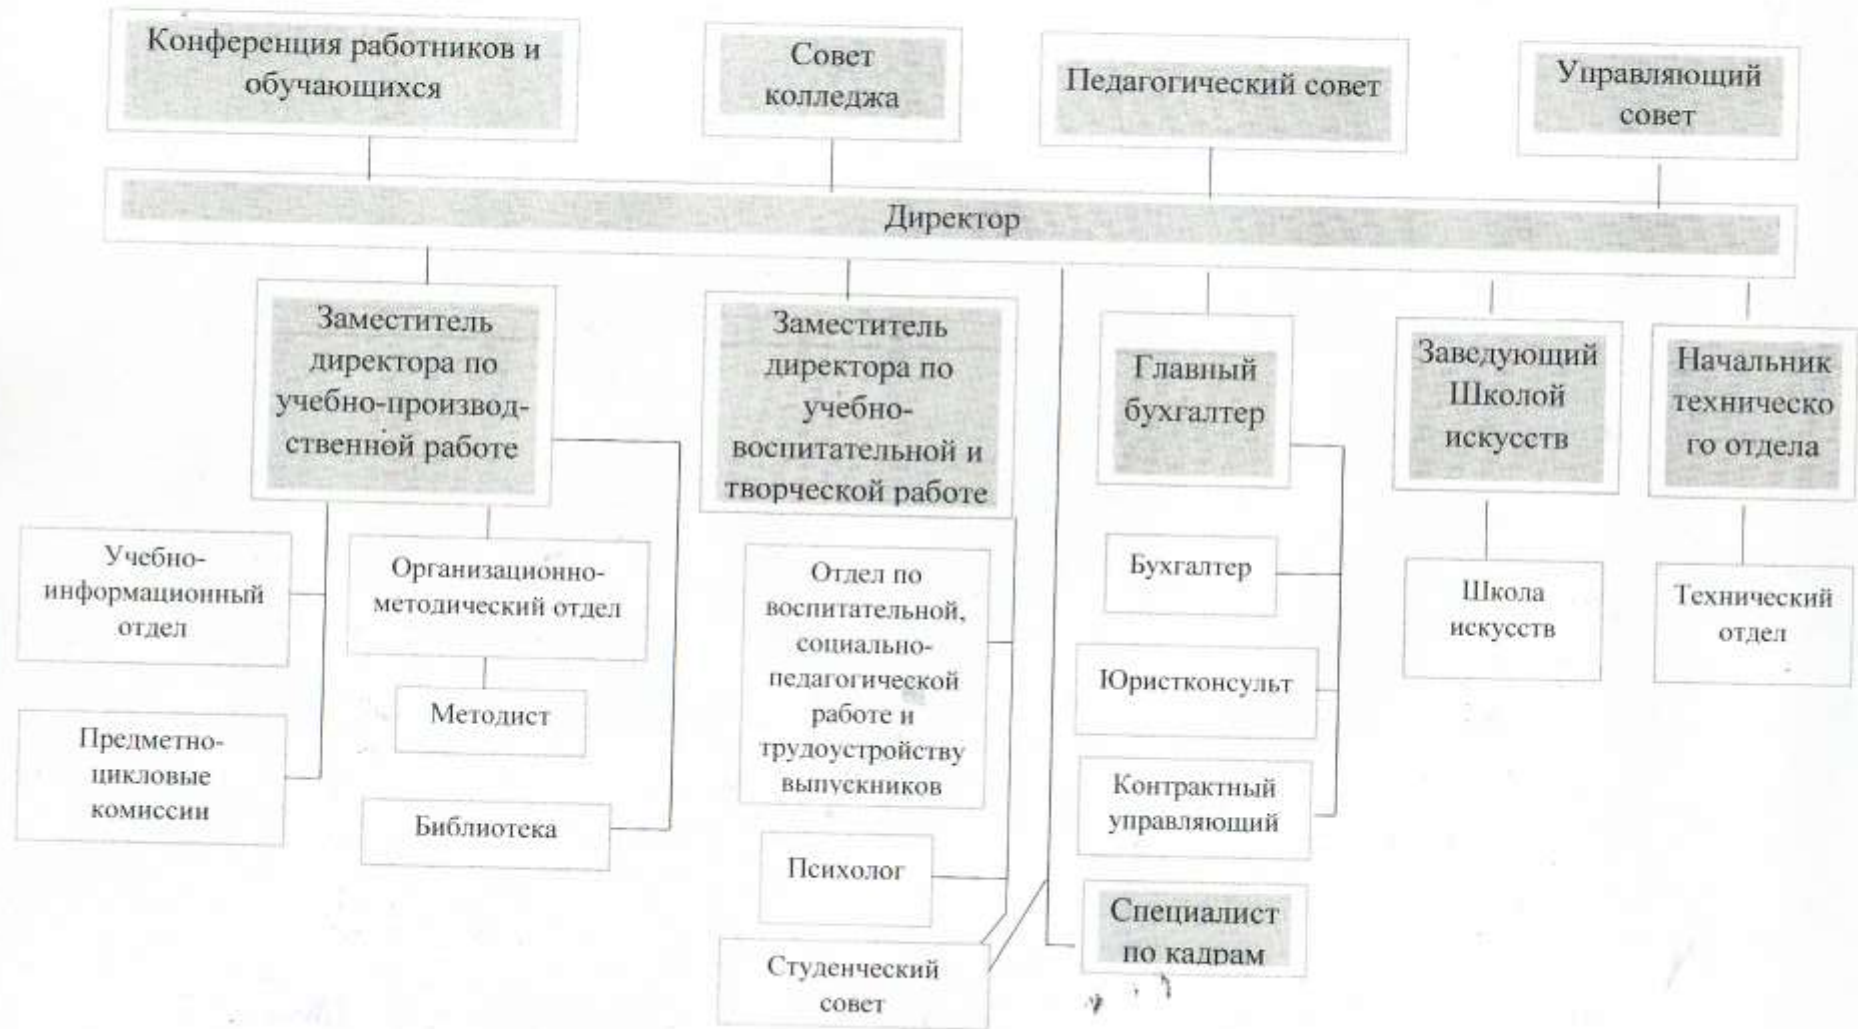 Конференция работников и
обучающихся
Совет
колледжа
Педагогический совет
Управляющий
совет
Директор
Заместитель
директора по
учебно-производ-
ственной работе
Заместитель
директора по
учебно-
воспитательной и
творческой работе
Главный
бухгалтер
Заведующий
Школой
искусств
Начальник
техническо
го отдела
Учебно-
информационный
отдел
Организационно-
методический отдел
Отдел по
воспитательной,
социально-
педагогической
работе и
трудоустройству
выпускников
Бухгалтер
Школа
искусств
Технический
отдел
Предметно-
цикловые
комиссии
Методист
Юристконсульт
Библиотека
Контрактный
управляющий
Психолог
Специалист
по кадрам
Студенческий
совет